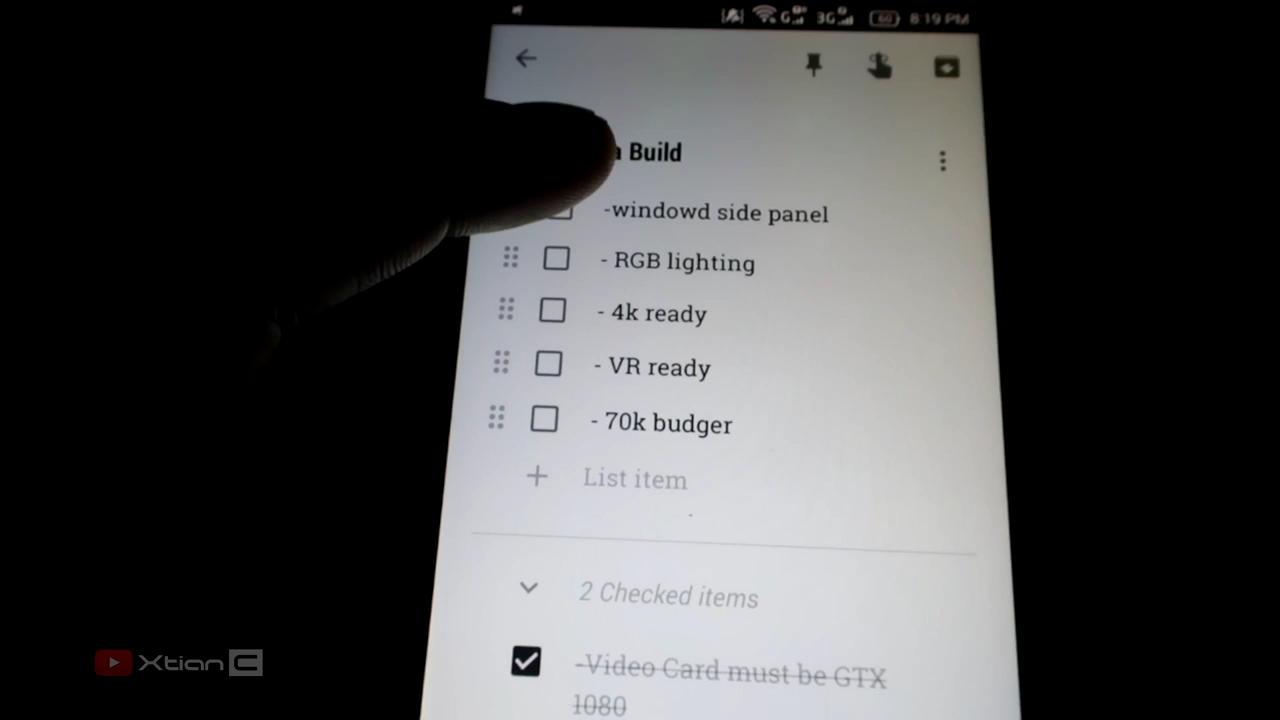 8:19 PM
Build
-windowd side panel
- RGB lighting
- 4k ready
- VR ready
- 70k budger
List item
2 Checked items
-Video Card must be GTX
1080
Xtian C